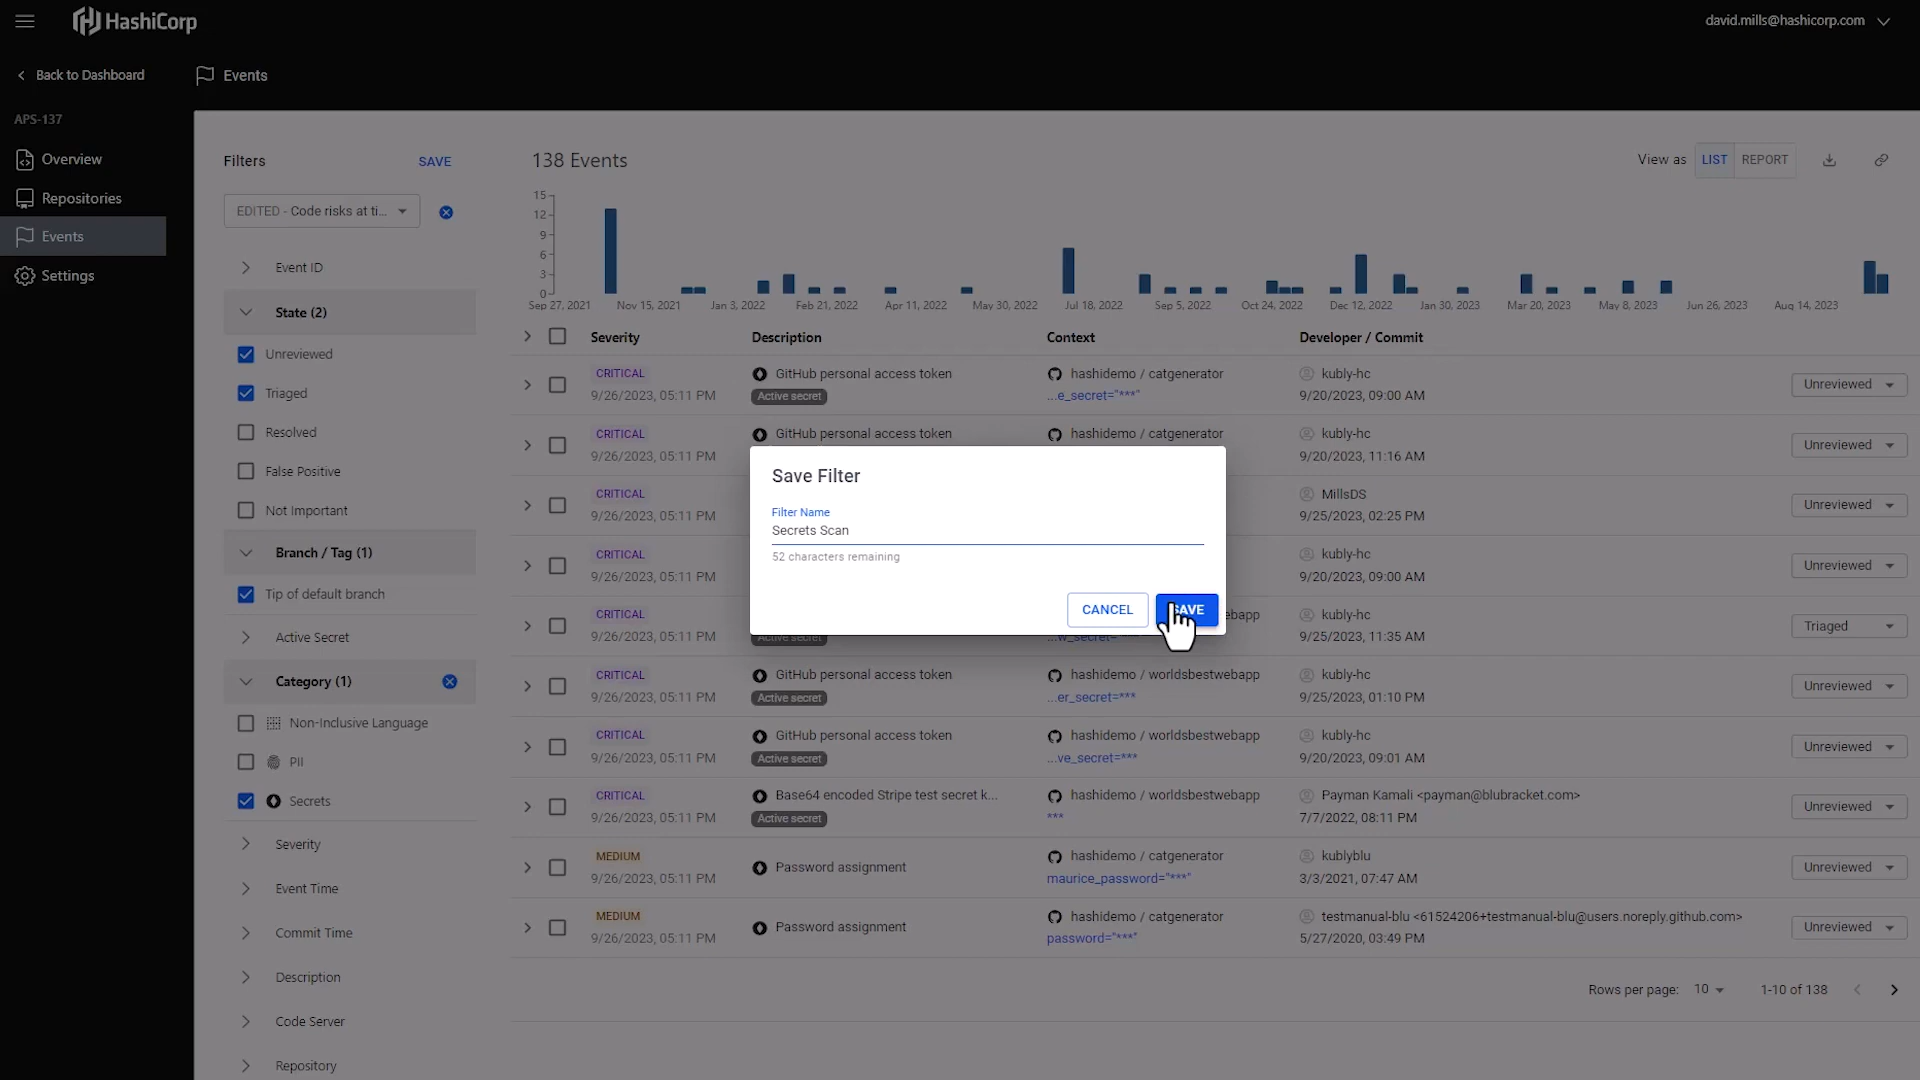 HashiCorp
david.mills@hashicorp.com
Back to Dashboard
Events
APS-137
Overview
Repositories
Events
Settings
Filters
SAVE
EDITED - Code risks at ti...
Event ID
State (2)
Unreviewed
Triaged
Resolved
False Positive
Not Important
Branch / Tag (1)
Tip of default branch
Active Secret
Category (1)
Non-Inclusive Language
PII
Secrets
Severity
Event Time
Commit Time
Description
Code Server
Repository
138 Events
View as LIST REPORT
15
12
9
6
3
0
Sep 27, 2021 Nov 15, 2021 Jan 3, 2022 Feb 21, 2022 Apr 11, 2022 May 30, 2022 Jul 18, 2022 Sep 5, 2022 Oct 24, 2022 Dec 12, 2022 Jan 30, 2023 Mar 20, 2023 May 8, 2023 Jun 26, 2023 Aug 14, 2023
Severity Description Context Developer / Commit
CRITICAL GitHub personal access token hashidemo / catgenerator kubly-hc Unreviewed
9/26/2023, 05:11 PM Active secret ...e_secret="***" 9/20/2023, 09:00 AM
CRITICAL GitHub personal access token hashidemo / catgenerator kubly-hc Unreviewed
9/26/2023, 05:11 PM 9/20/2023, 11:16 AM
CRITICAL MillsDS Unreviewed
9/26/2023, 05:11 PM 9/25/2023, 02:25 PM
CRITICAL kubly-hc Unreviewed
9/26/2023, 05:11 PM 9/20/2023, 09:00 AM
CRITICAL kubly-hc Triaged
9/26/2023, 05:11 PM Active secret ...w_secret="***" 9/25/2023, 11:35 AM
CRITICAL GitHub personal access token hashidemo / worldsbestwebapp kubly-hc Unreviewed
9/26/2023, 05:11 PM Active secret ...er_secret=*** 9/25/2023, 01:10 PM
CRITICAL GitHub personal access token hashidemo / worldsbestwebapp kubly-hc Unreviewed
9/26/2023, 05:11 PM Active secret ...ve_secret=*** 9/20/2023, 09:01 AM
CRITICAL Base64 encoded Stripe test secret k... hashidemo / worldsbestwebapp Payman Kamali <payman@blubracket.com> Unreviewed
9/26/2023, 05:11 PM Active secret *** 7/7/2022, 08:11 PM
MEDIUM Password assignment hashidemo / catgenerator kublyblu Unreviewed
9/26/2023, 05:11 PM maurice_password="***" 3/3/2021, 07:47 AM
MEDIUM Password assignment hashidemo / catgenerator testmanual-blu <61524206+testmanual-blu@users.noreply.github.com> Unreviewed
9/26/2023, 05:11 PM password="***" 5/27/2020, 03:49 PM
Rows per page: 10 1-10 of 138
Save Filter
Filter Name
Secrets Scan
52 characters remaining
CANCEL SAVE